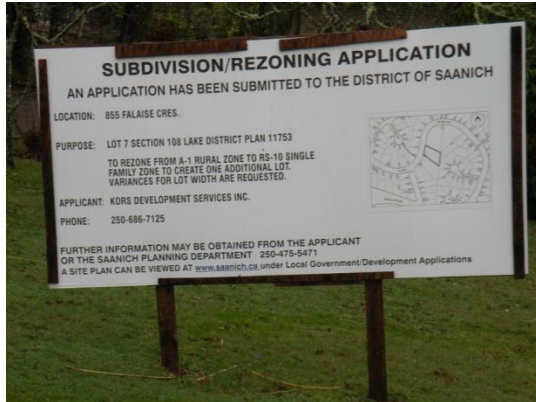 SUBDIVISION/REZONING APPLICATION
AN APPLICATION HAS BEEN SUBMITTED TO THE DISTRICT OF SAANICH
LOCATION: 855 FALAISE CRES.
PURPOSE: LOT 7 SECTION 108 LAKE DISTRICT PLAN 11753
TO REZONE FROM A-1 RURAL ZONE TO RS-10 SINGLE
FAMILY ZONE TO CREATE ONE ADDITIONAL LOT.
VARIANCES FOR LOT WIDTH ARE REQUESTED.
APPLICANT: KORS DEVELOPMENT SERVICES INC.
PHONE: 250-686-7125
FURTHER INFORMATION MAY BE OBTAINED FROM THE APPLICANT
OR THE SAANICH PLANNING DEPARTMENT 250-475-5471
A SITE PLAN CAN BE VIEWED AT www.saanich.ca under Local Government/Development Applications